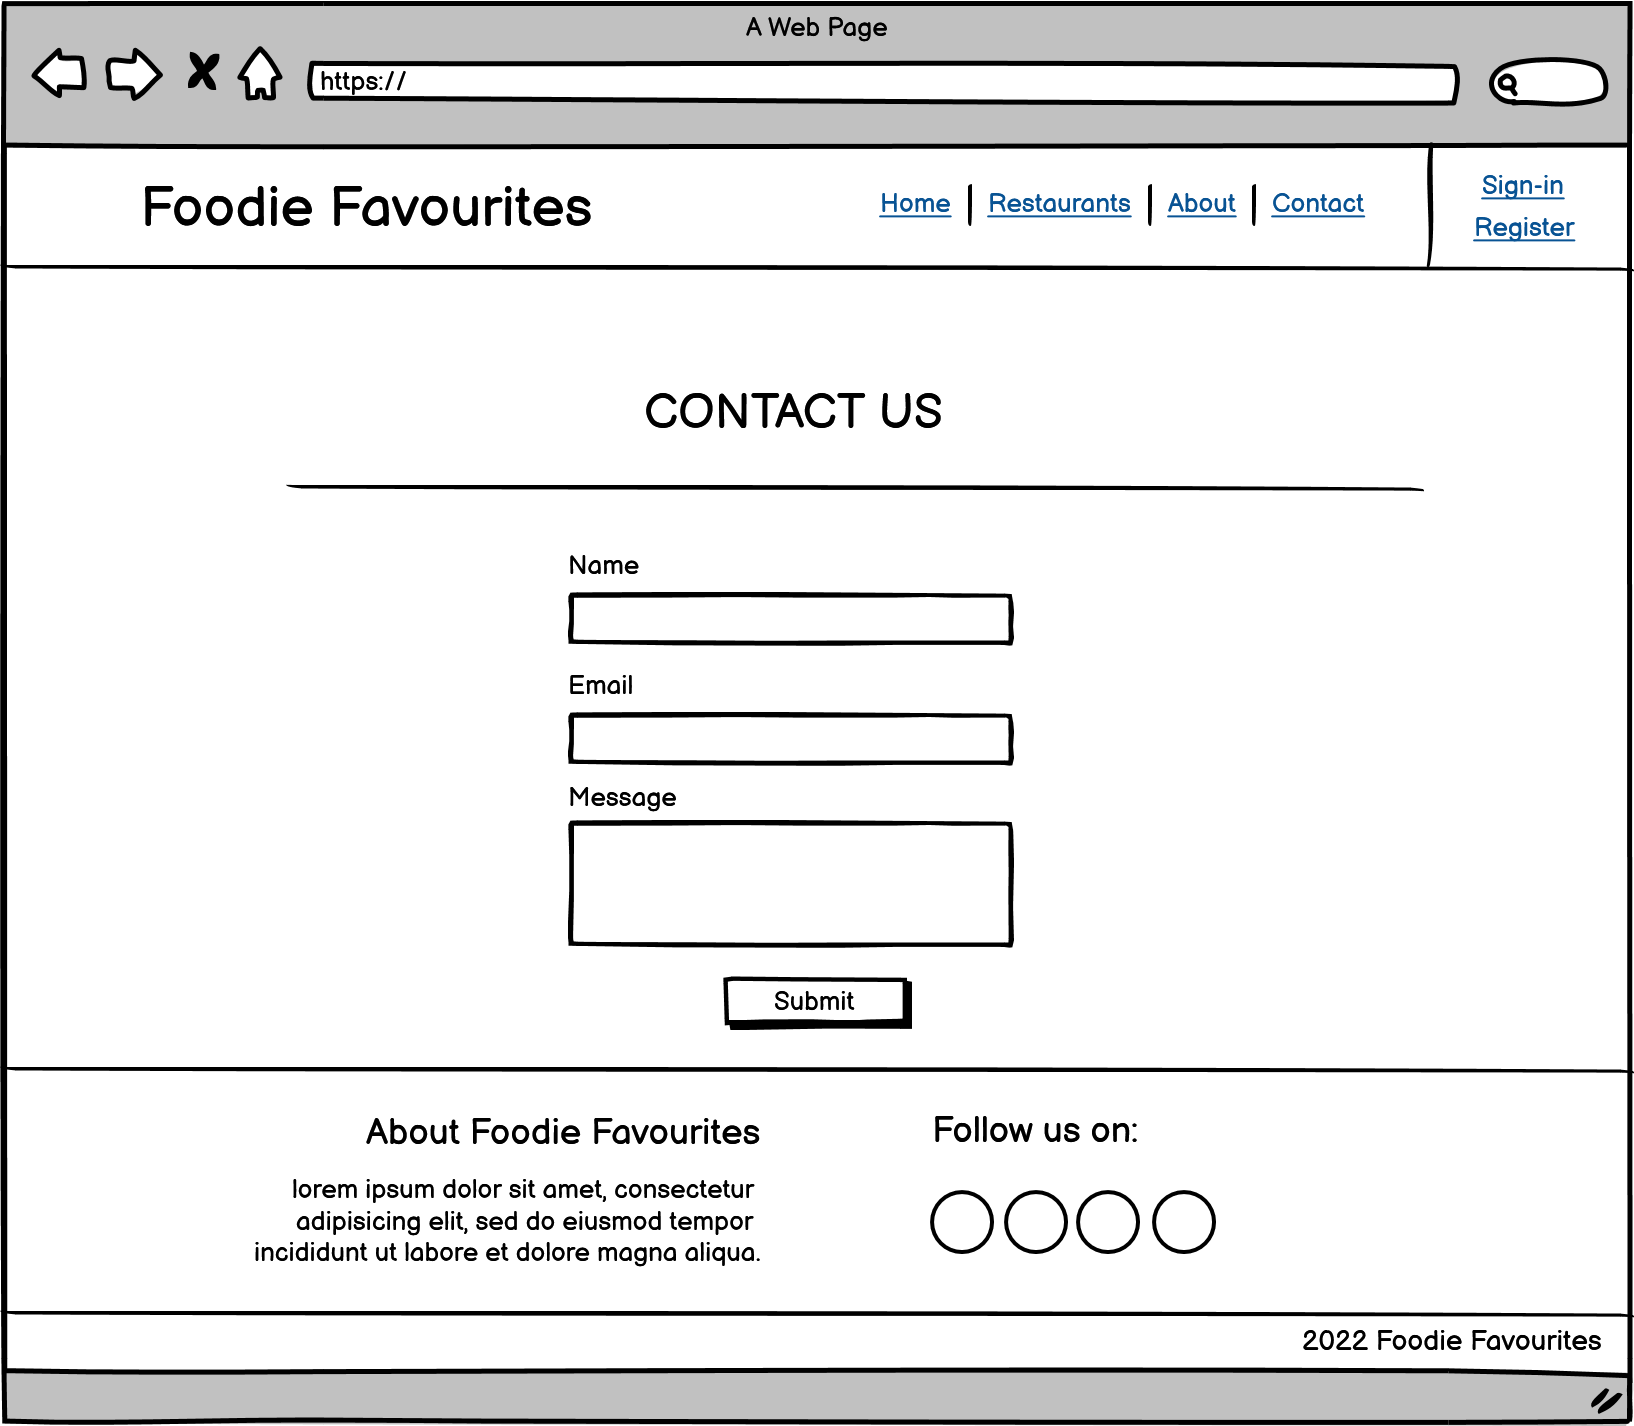 A Web Page
https://
Foodie Favourites
Home
Restaurants
About
Contact
Sign-in
Register
CONTACT US
Name
Email
Message
Submit
About Foodie Favourites
lorem ipsum dolor sit amet, consectetur
adipisicing elit, sed do eiusmod tempor
incididunt ut labore et dolore magna aliqua.
Follow us on:
2022 Foodie Favourites